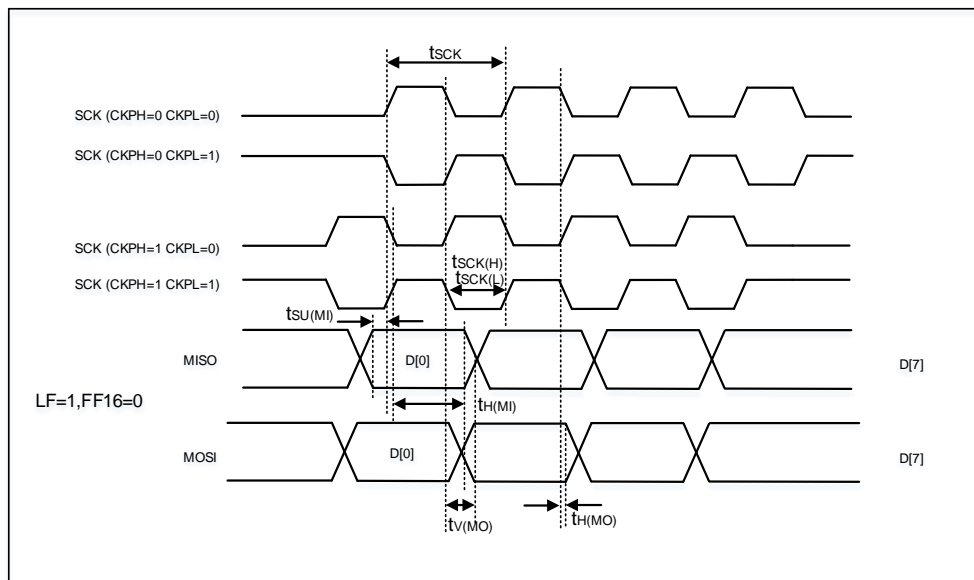 tSCK
SCK (CKPH=0 CKPL=0)
SCK (CKPH=0 CKPL=1)
SCK (CKPH=1 CKPL=0)
tSCK(H)
tSCK(L)
SCK (CKPH=1 CKPL=1)
tSU(MI)
MISO
D[0]
D[7]
LF=1,FF16=0
tH(MI)
MOSI
D[0]
D[7]
tV(MO)
tH(MO)